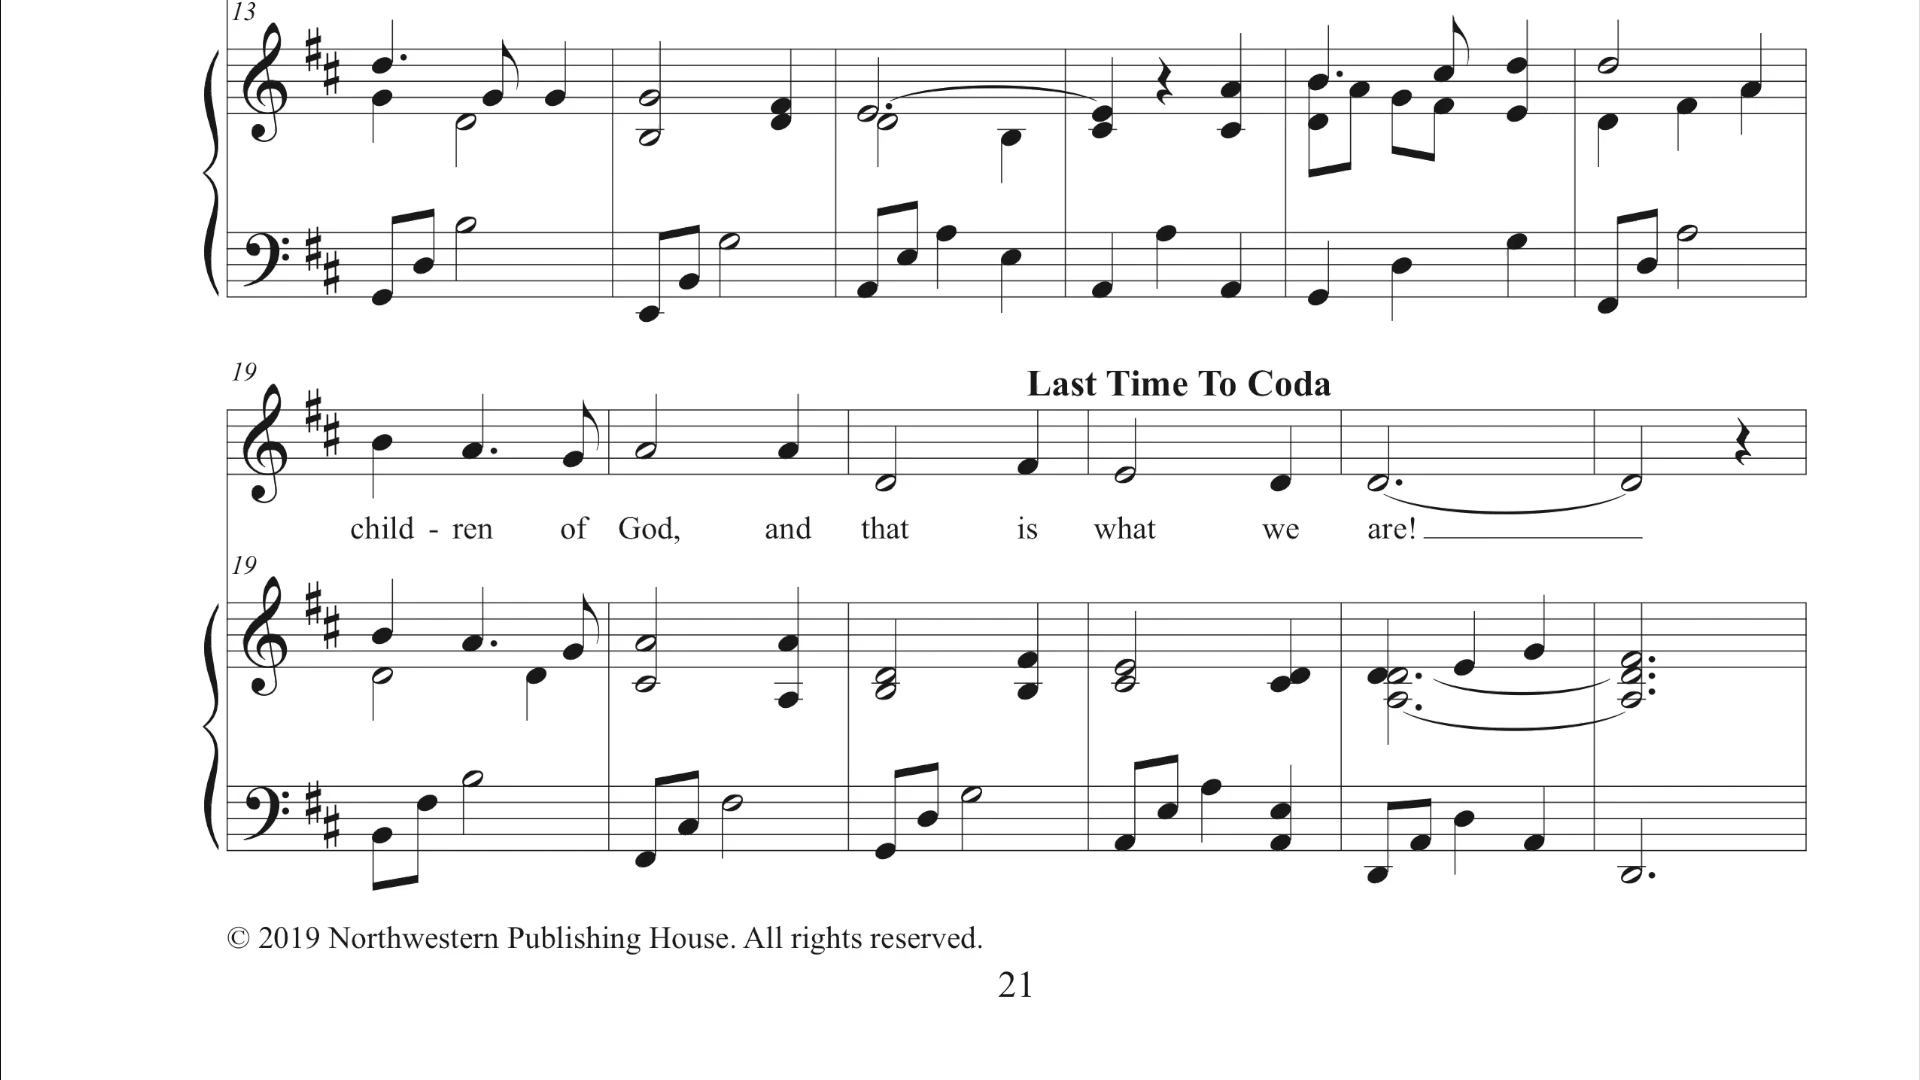 13
19
Last Time To Coda
child - ren of God, and that is what we are!
19
© 2019 Northwestern Publishing House. All rights reserved.
21